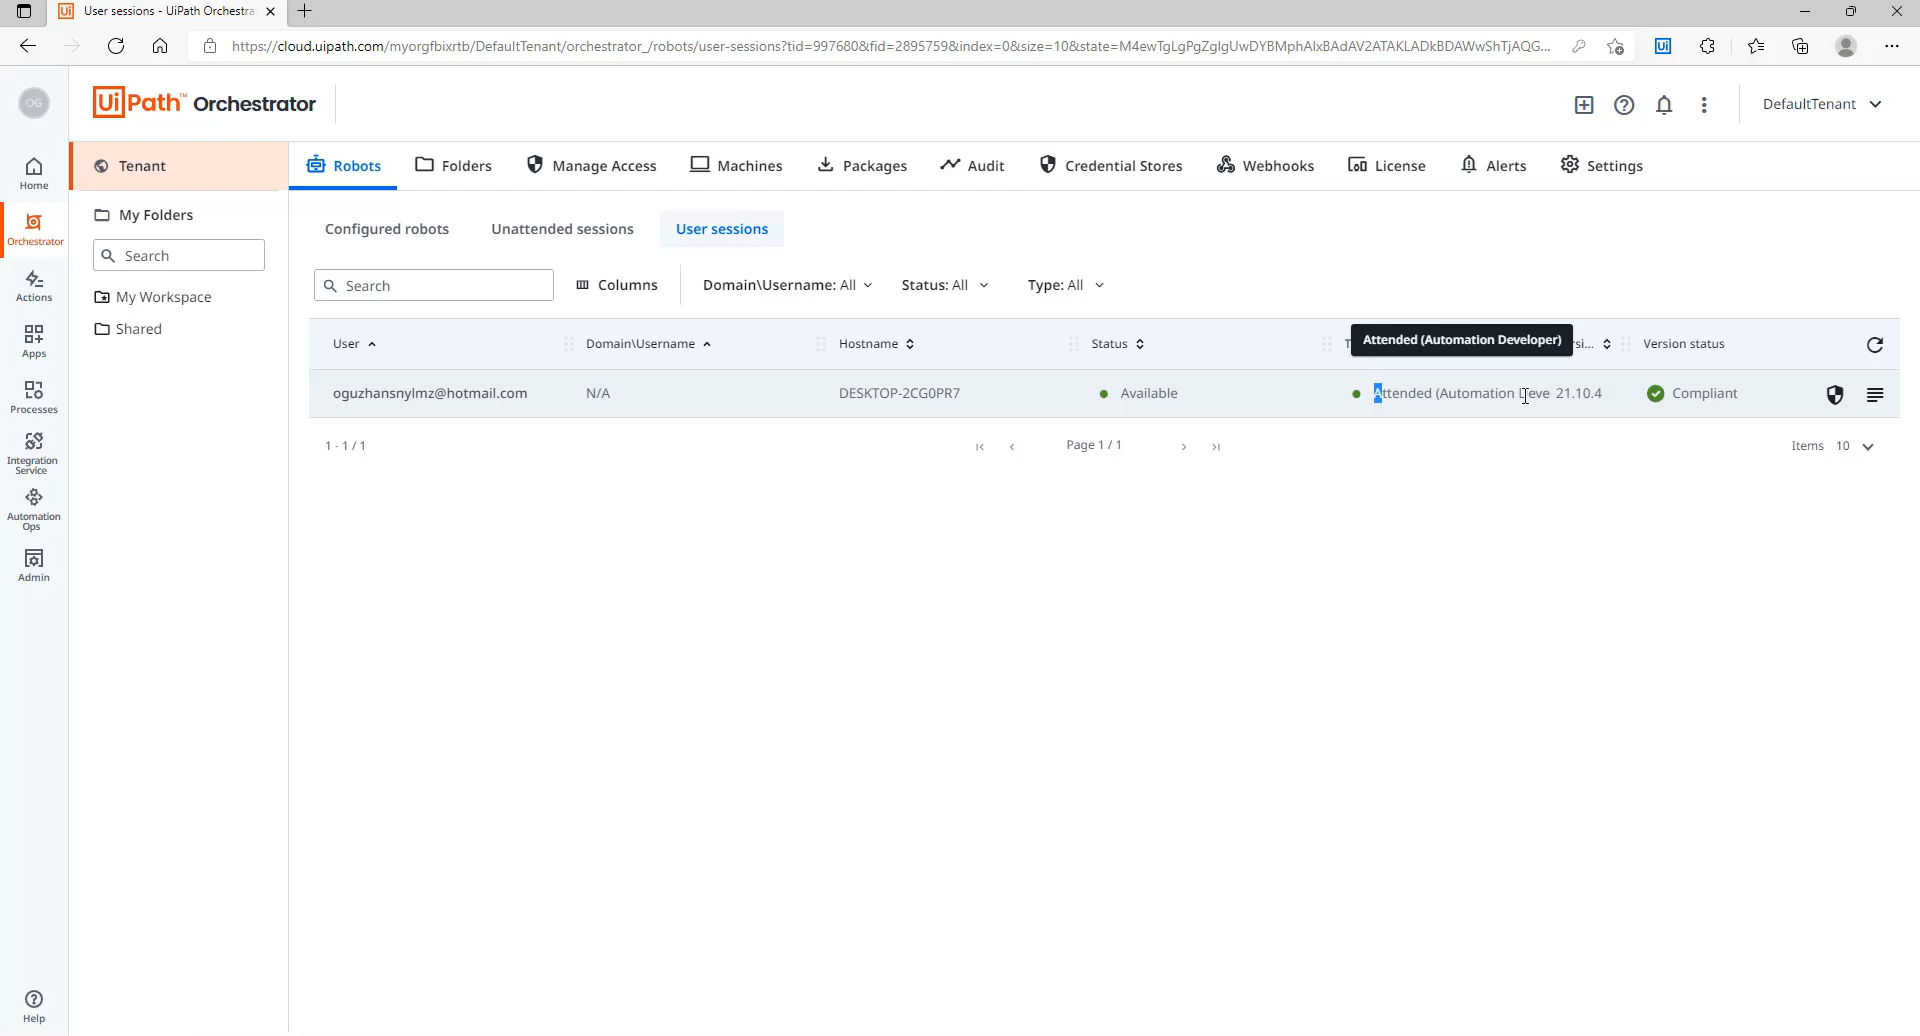 User sessions - UiPath Orchestra
https://cloud.uipath.com/myorgfbixrtb/DefaultTenant/orchestrator_/robots/user-sessions?tid=997680&fid=2895759&index=0&size=10&state=M4ewTgLgPgZglgUwDYBMphAIxBAdAV2ATAKLADkBDAWwShTjAQG...
OG
UiPath™ Orchestrator
DefaultTenant
Home
Orchestrator
Actions
Apps
Processes
Integration
Service
Automation
Ops
Admin
Help
Tenant
My Folders
Search
My Workspace
Shared
Robots
Folders
Manage Access
Machines
Packages
Audit
Credential Stores
Webhooks
License
Alerts
Settings
Configured robots
Unattended sessions
User sessions
Search
Columns
Domain\Username: All
Status: All
Type: All
User
Domain\Username
Hostname
Status
Attended (Automation Developer)
si...
Version status
oguzhansnylmz@hotmail.com
N/A
DESKTOP-2CG0PR7
Available
Attended (Automation Deve
21.10.4
Compliant
1 - 1 / 1
Page 1 / 1
Items 10